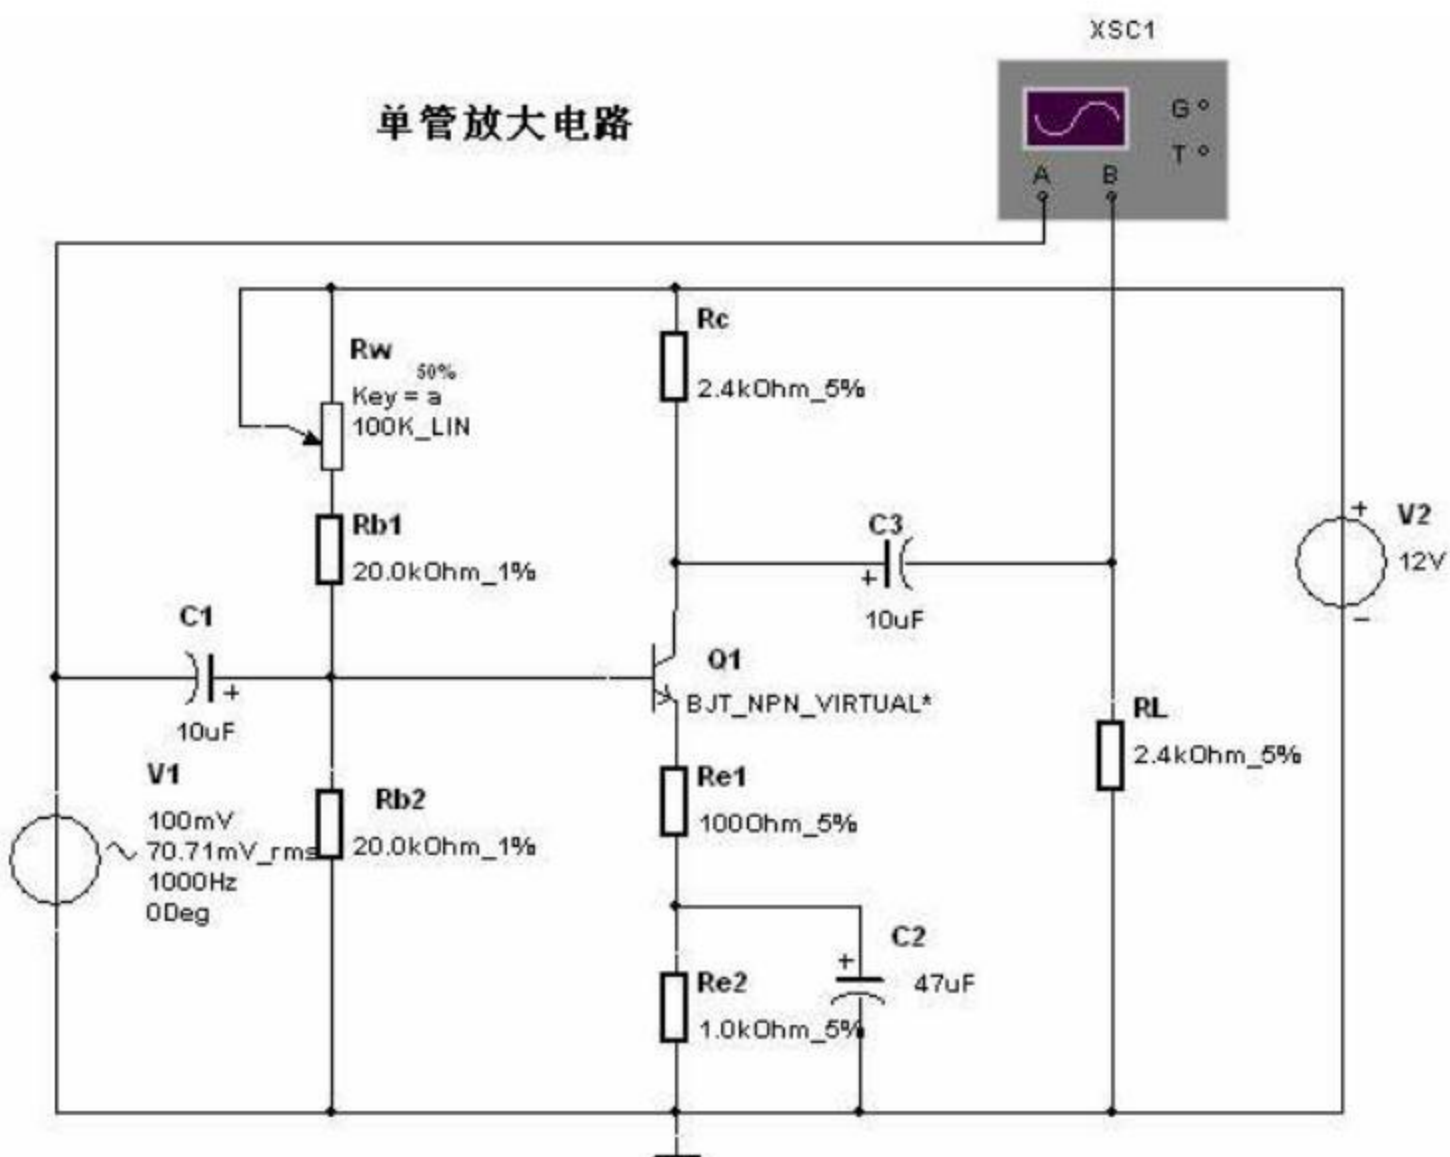 XSC1
单管放大电路
G
T
A
B
Rc
2.4kOhm_5%
Rw
50%
Key = a
100K_LIN
Rb1
20.0kOhm_1%
C3
+
10uF
+
V2
12V
−
C1
+
10uF
Q1
BJT_NPN_VIRTUAL*
RL
2.4kOhm_5%
V1
100mV
70.71mV_rms
1000Hz
0Deg
Rb2
20.0kOhm_1%
Re1
100Ohm_5%
C2
+
47uF
Re2
1.0kOhm_5%